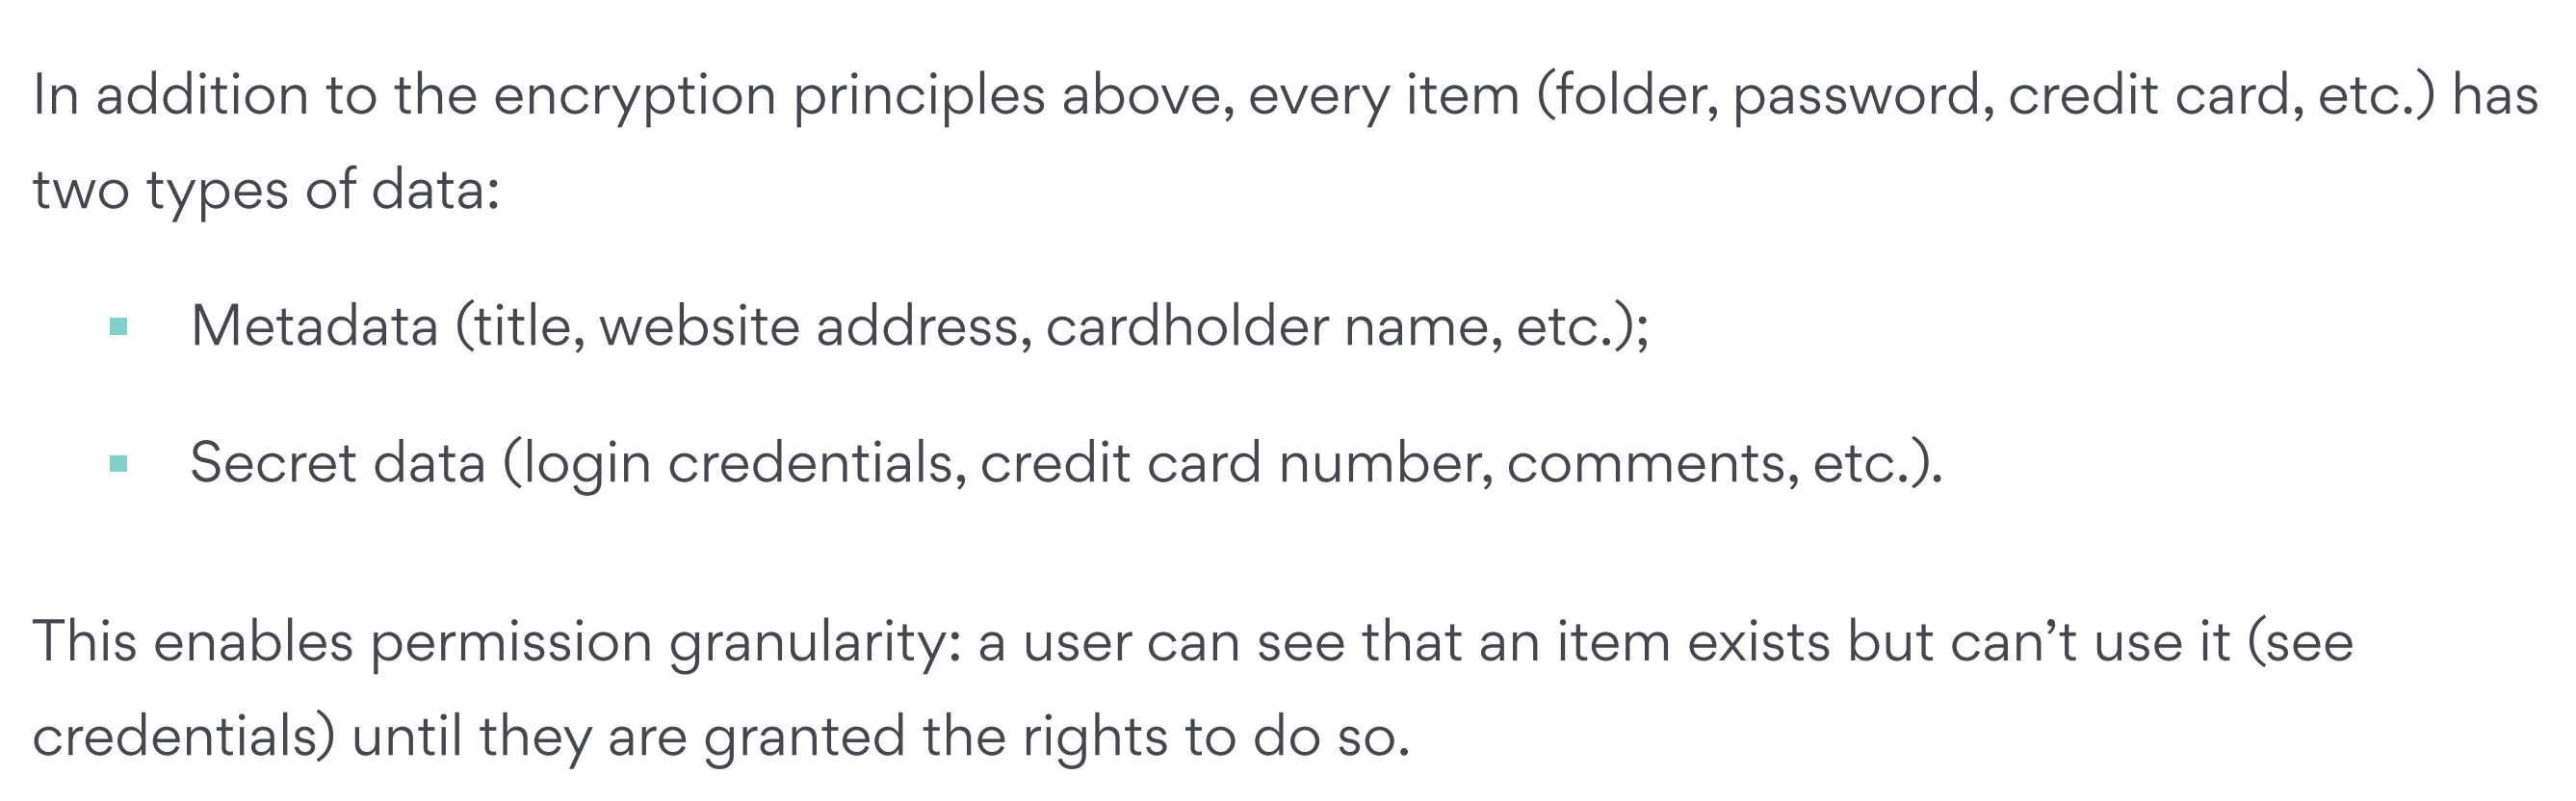 In addition to the encryption principles above, every item (folder, password, credit card, etc.) has
two types of data:
Metadata (title, website address, cardholder name, etc.);
Secret data (login credentials, credit card number, comments, etc.).
This enables permission granularity: a user can see that an item exists but can’t use it (see
credentials) until they are granted the rights to do so.